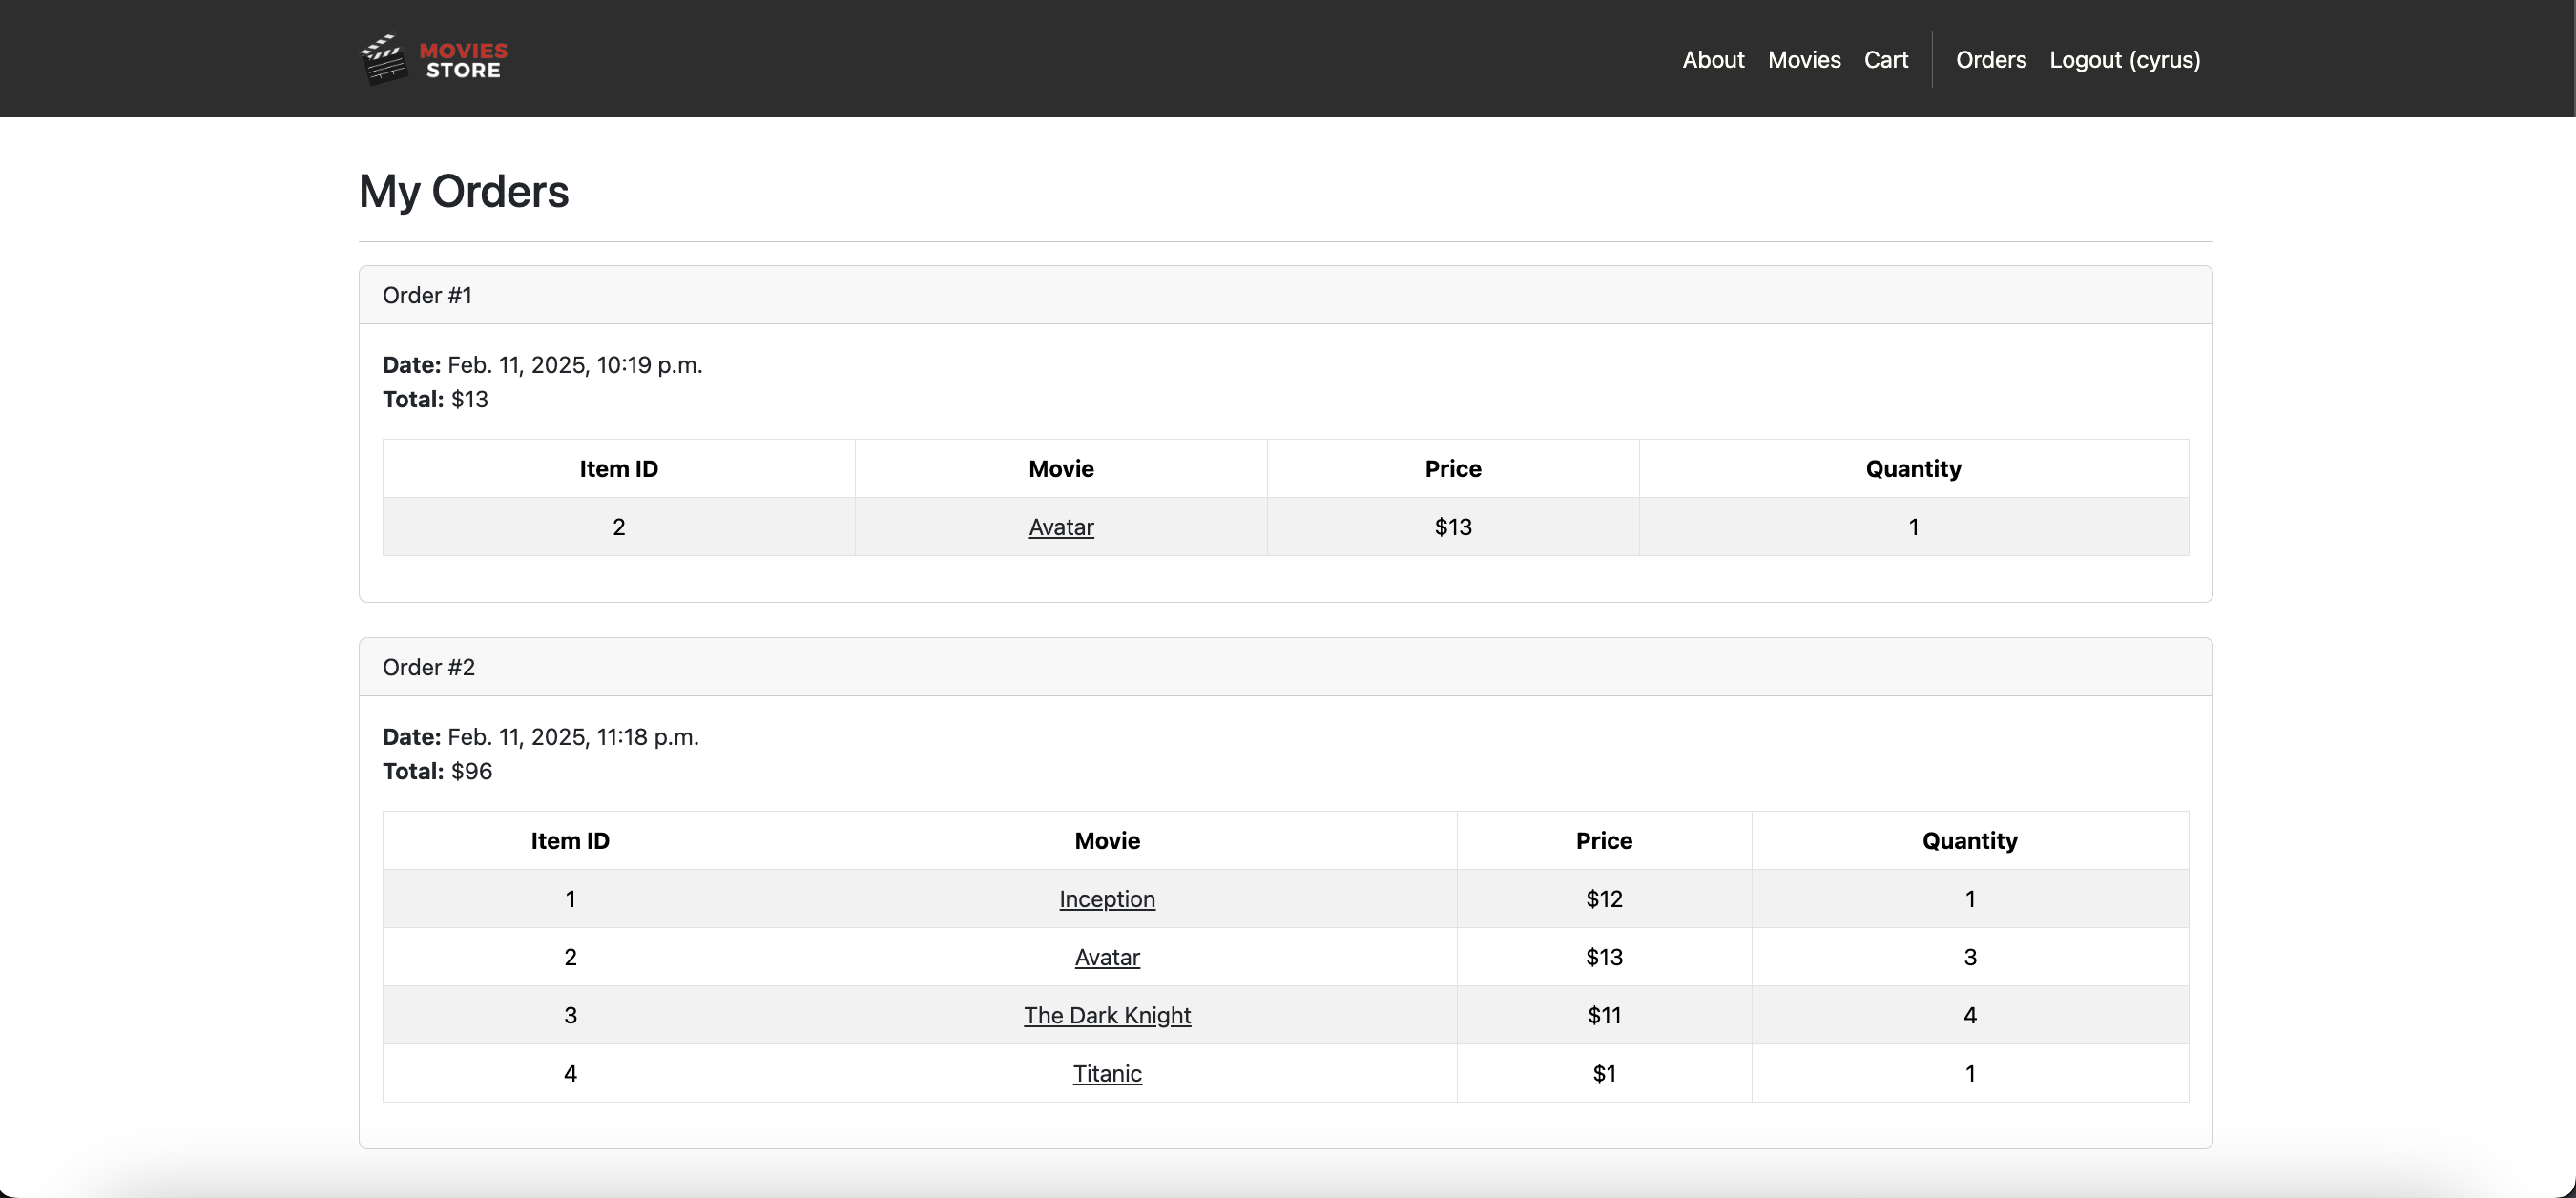 MOVIES
STORE
About Movies Cart Orders Logout (cyrus)
My Orders
Order #1
Date: Feb. 11, 2025, 10:19 p.m.
Total: $13
Item ID Movie Price Quantity
2 Avatar $13 1
Order #2
Date: Feb. 11, 2025, 11:18 p.m.
Total: $96
Item ID Movie Price Quantity
1 Inception $12 1
2 Avatar $13 3
3 The Dark Knight $11 4
4 Titanic $1 1